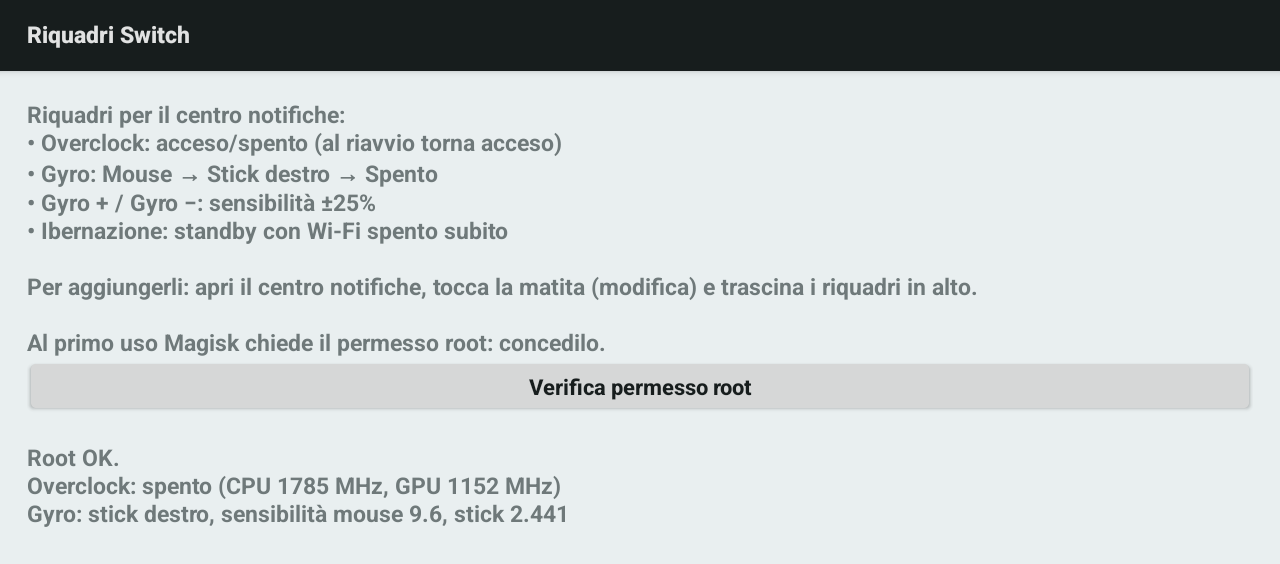 Riquadri Switch
Riquadri per il centro notifiche:
• Overclock: acceso/spento (al riavvio torna acceso)
• Gyro: Mouse → Stick destro → Spento
• Gyro + / Gyro −: sensibilità ±25%
• Ibernazione: standby con Wi-Fi spento subito
Per aggiungerli: apri il centro notifiche, tocca la matita (modifica) e trascina i riquadri in alto.
Al primo uso Magisk chiede il permesso root: concedilo.
Verifica permesso root
Root OK.
Overclock: spento (CPU 1785 MHz, GPU 1152 MHz)
Gyro: stick destro, sensibilità mouse 9.6, stick 2.441